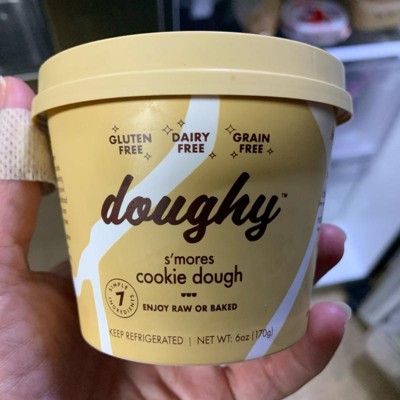 GLUTEN FREE
DAIRY FREE
GRAIN FREE
doughy™
s'mores
cookie dough
SIMPLE 7 INGREDIENTS
ENJOY RAW OR BAKED
KEEP REFRIGERATED | NET WT: 6oz (170g)